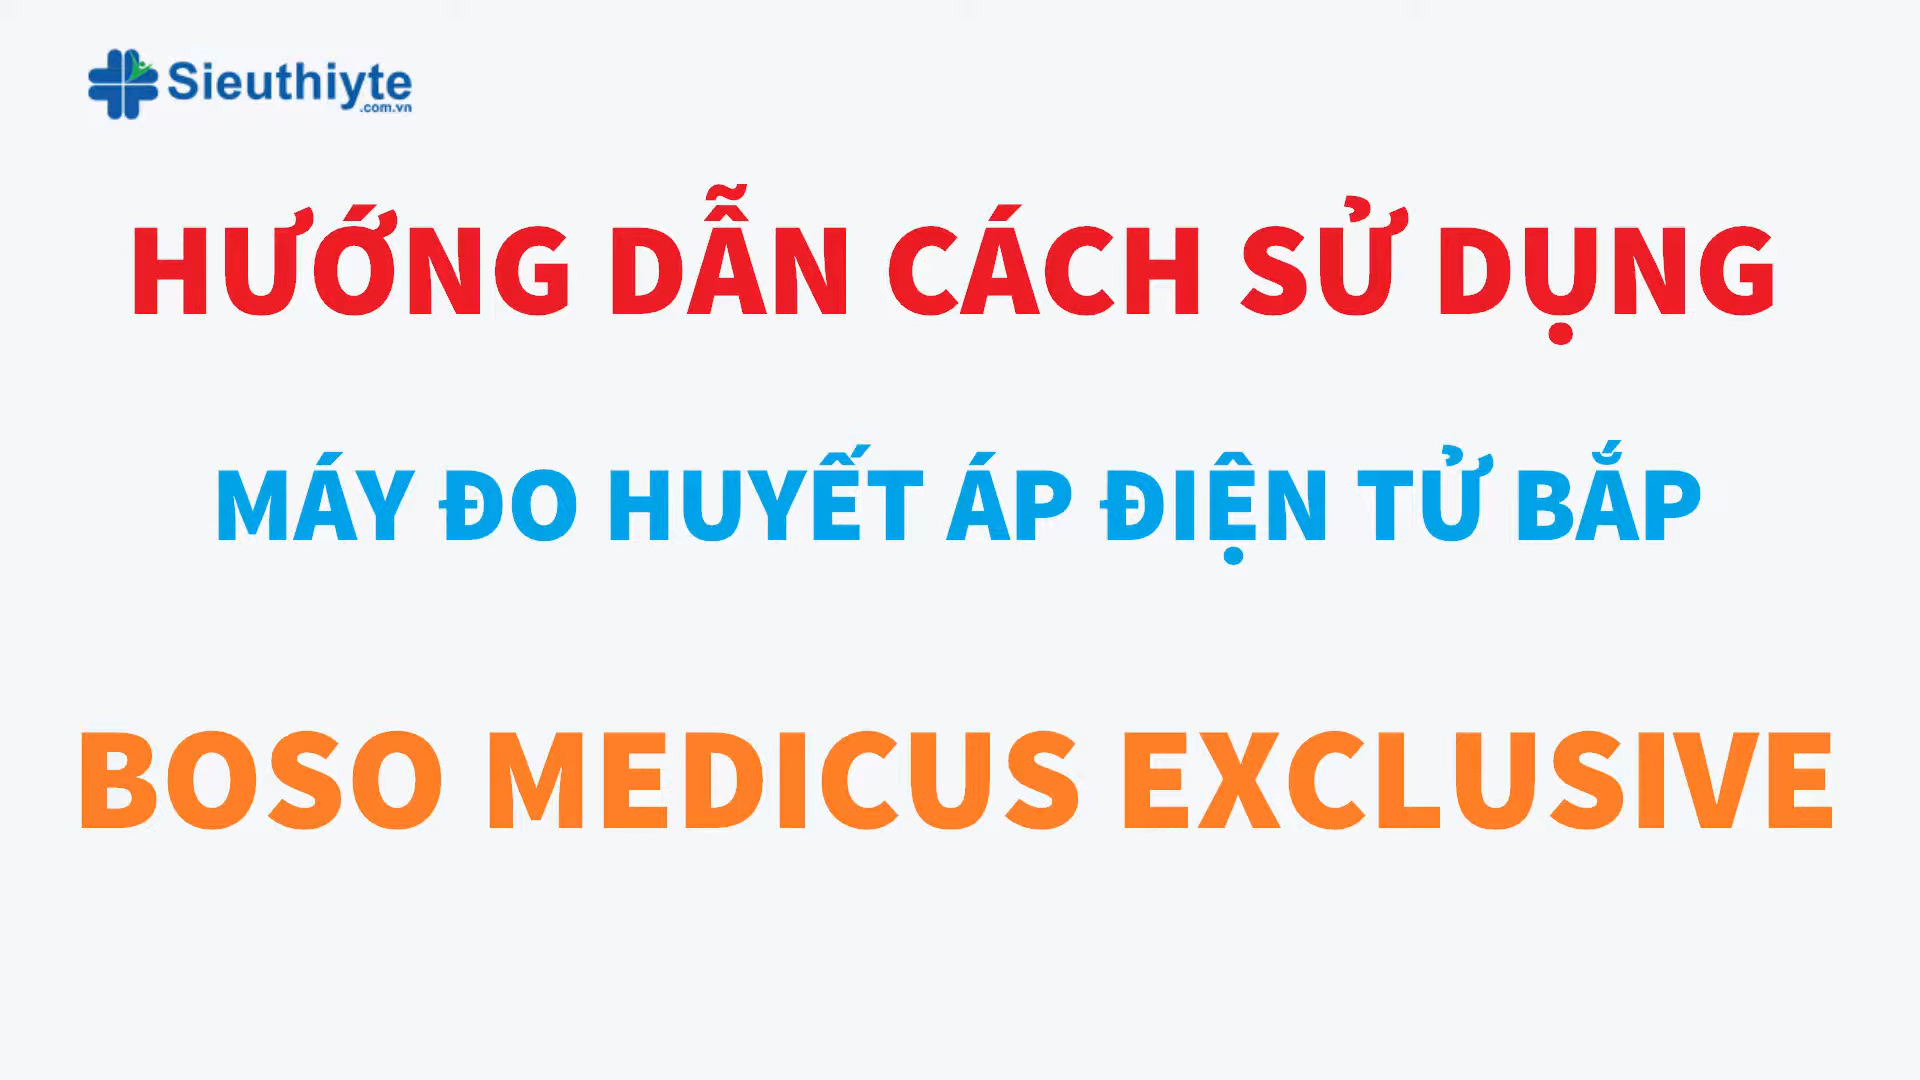 Sieuthiyte
.com.vn
HƯỚNG DẪN CÁCH SỬ DỤNG
MÁY ĐO HUYẾT ÁP ĐIỆN TỬ BẮP
BOSO MEDICUS EXCLUSIVE